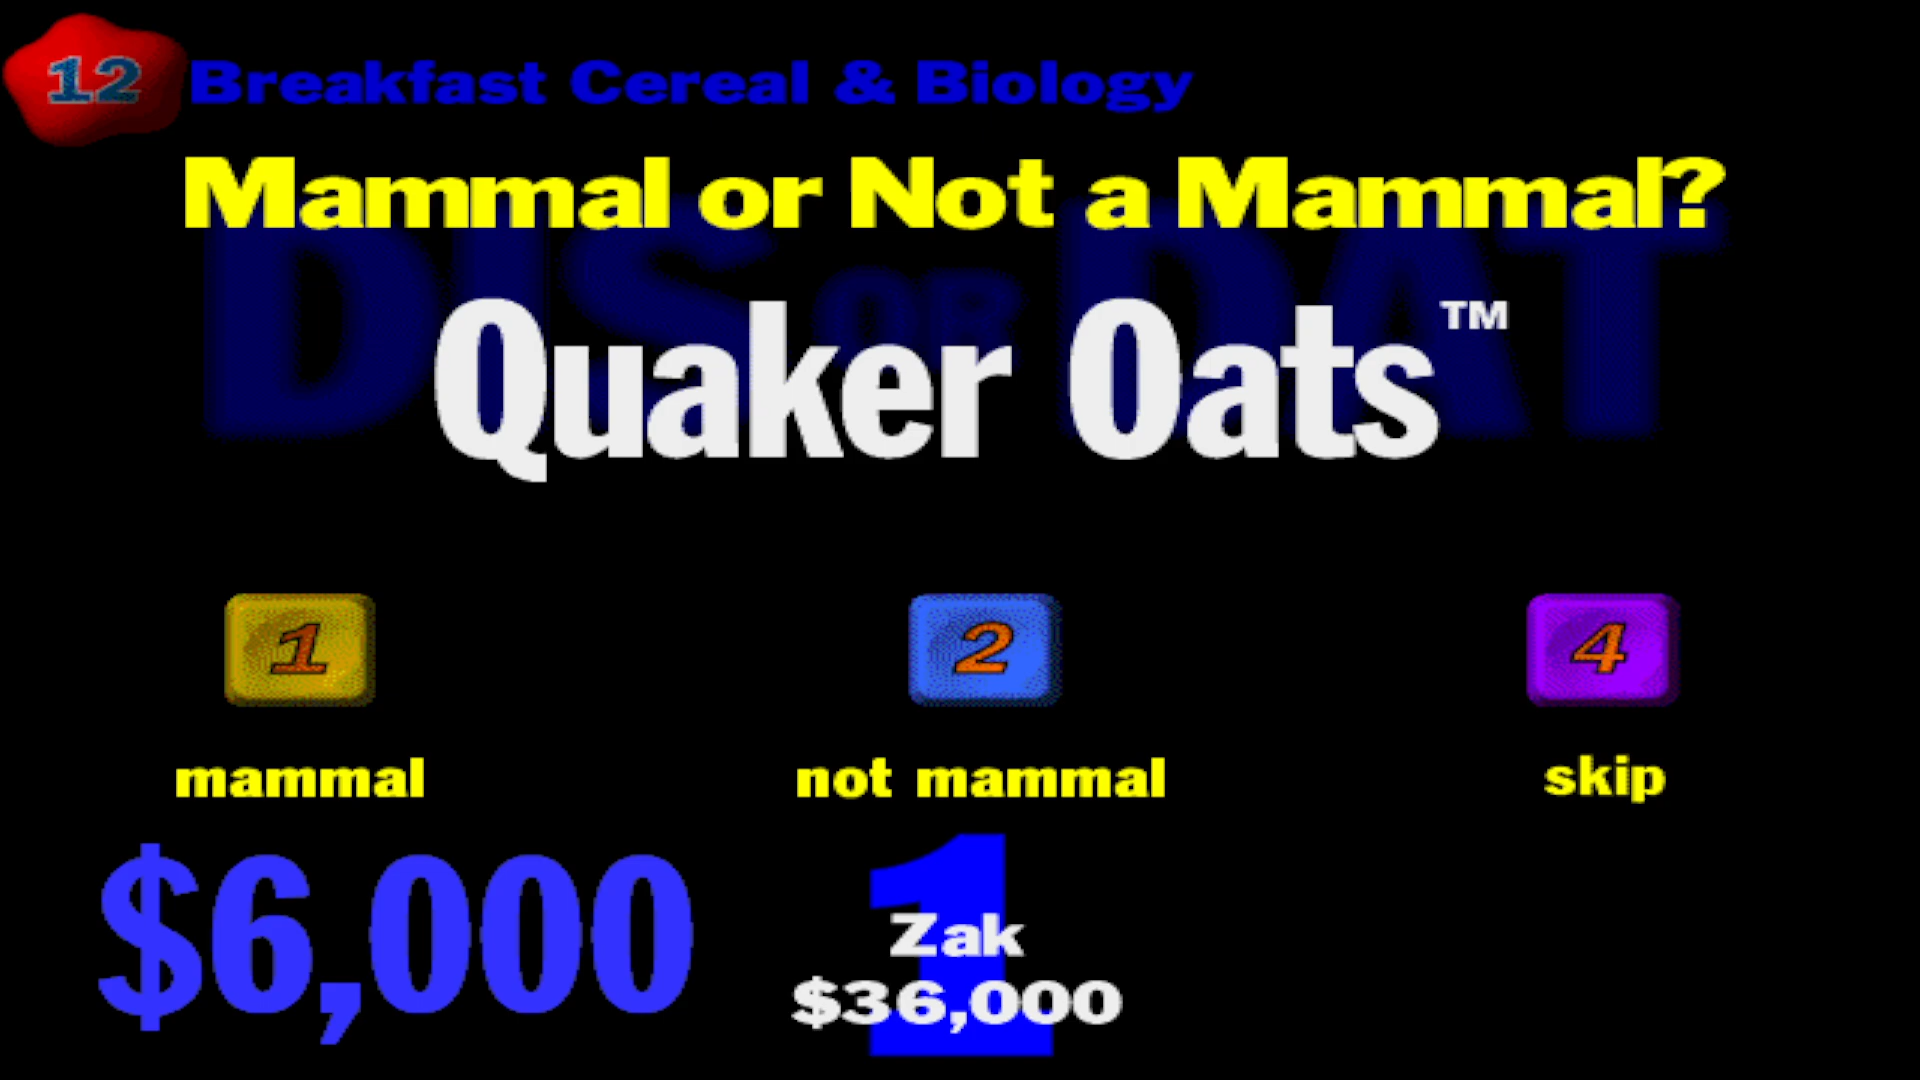 12 Breakfast Cereal & Biology
Mammal or Not a Mammal?
DIS OR DAT
Quaker Oats™
1 2 4
mammal not mammal skip
$6,000
1
Zak
$36,000